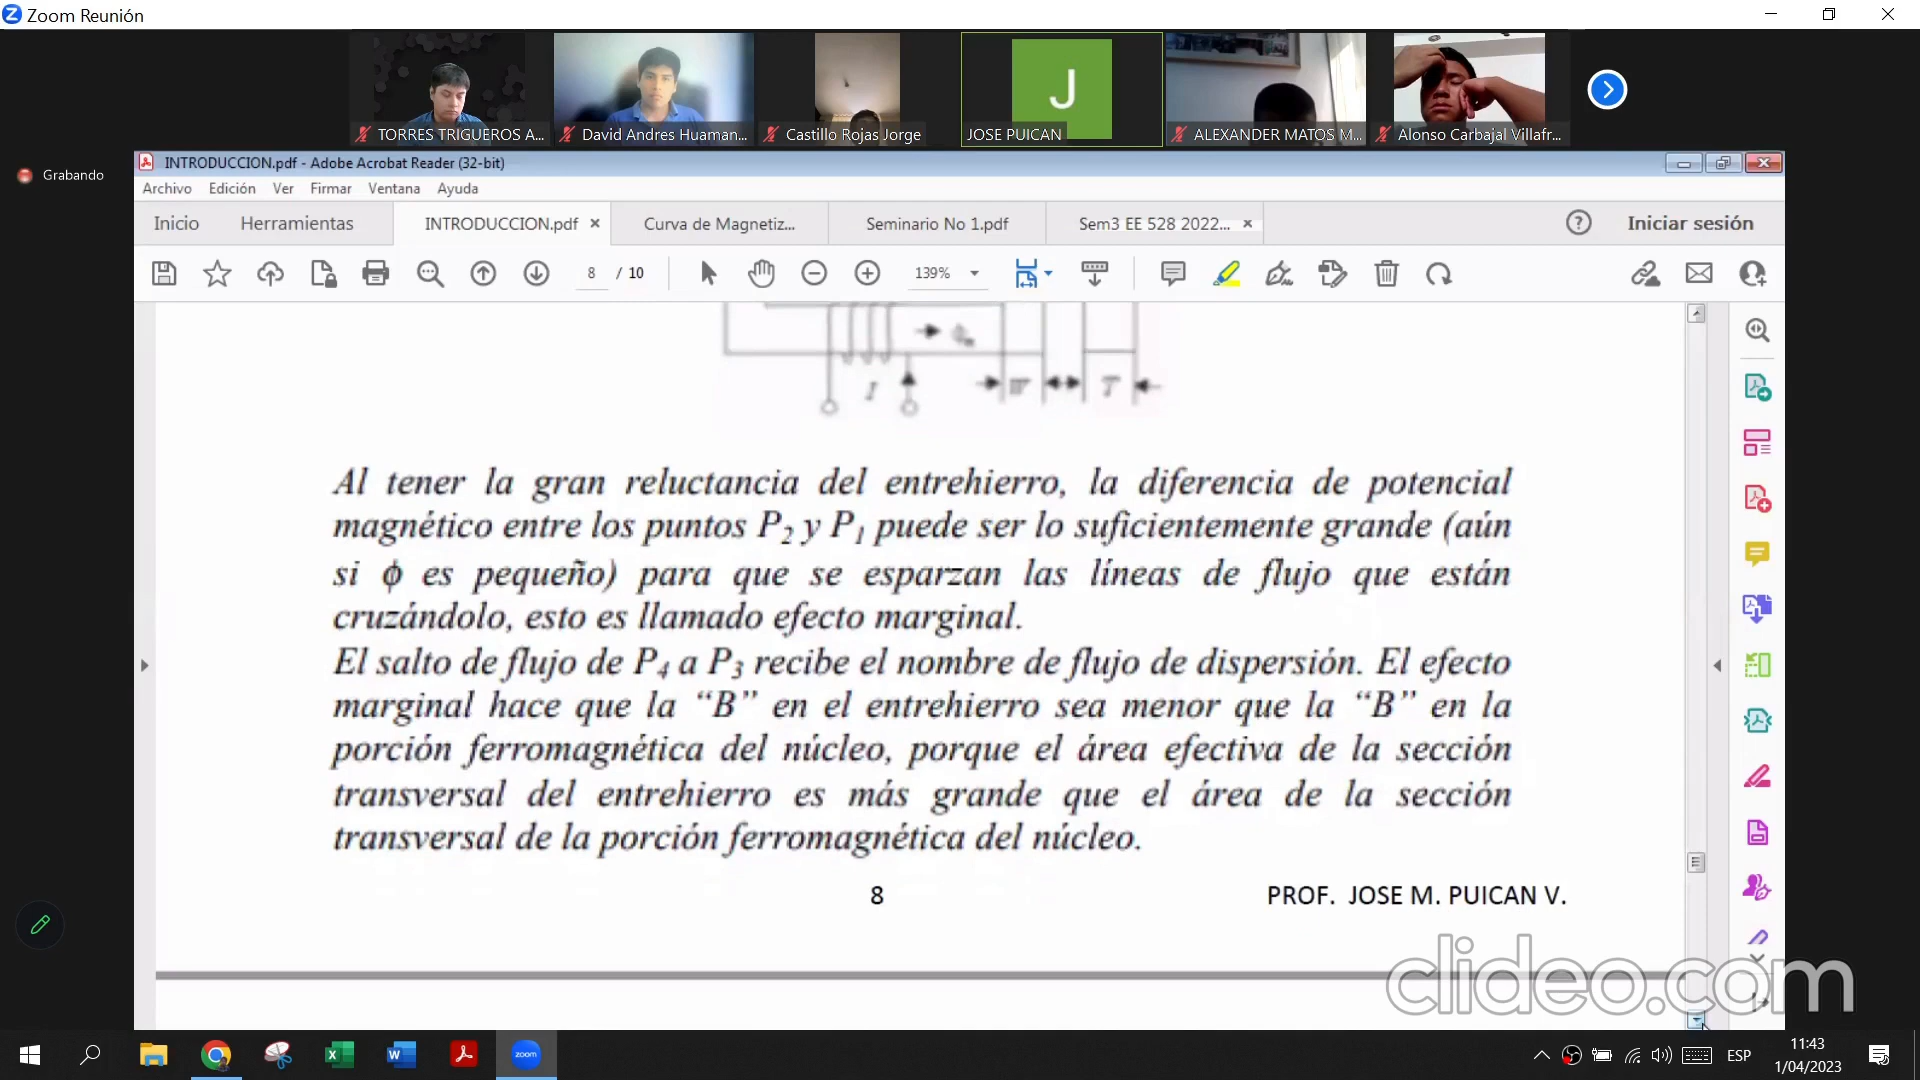 Zoom Reunión
TORRES TRIGUEROS A...
David Andres Huaman...
Castillo Rojas Jorge
J
JOSE PUICAN
ALEXANDER MATOS M...
Alonso Carbajal Villafr...
Grabando
INTRODUCCION.pdf - Adobe Acrobat Reader (32-bit)
Archivo Edición Ver Firmar Ventana Ayuda
Inicio Herramientas INTRODUCCION.pdf Curva de Magnetiz... Seminario No 1.pdf Sem3 EE 528 2022... Iniciar sesión
8 / 10 139%
I T
Al tener la gran reluctancia del entrehierro, la diferencia de potencial
magnético entre los puntos P2 y P1 puede ser lo suficientemente grande (aún
si ϕ es pequeño) para que se esparzan las líneas de flujo que están
cruzándolo, esto es llamado efecto marginal.
El salto de flujo de P4 a P3 recibe el nombre de flujo de dispersión. El efecto
marginal hace que la “B” en el entrehierro sea menor que la “B” en la
porción ferromagnética del núcleo, porque el área efectiva de la sección
transversal del entrehierro es más grande que el área de la sección
transversal de la porción ferromagnética del núcleo.
8 PROF. JOSE M. PUICAN V.
clideo.com
zoom
ESP
11:43
1/04/2023